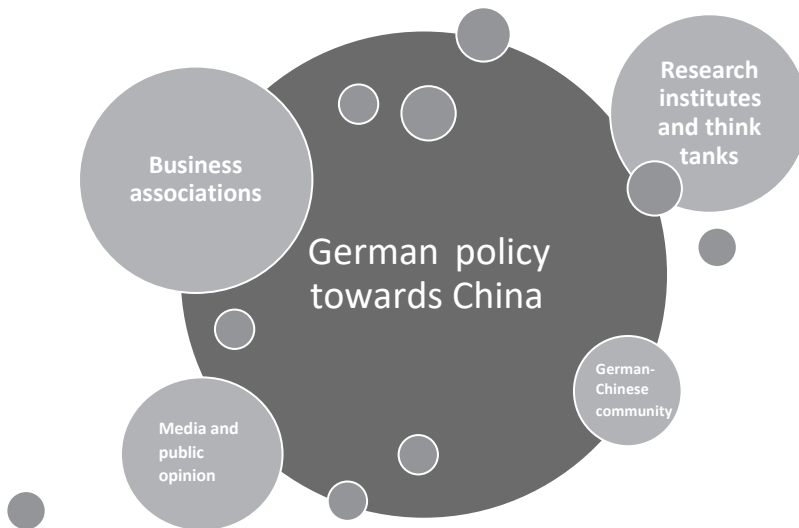 Research
institutes
and think
tanks
Business
associations
German policy
towards China
German-
Chinese
community
Media and
public
opinion